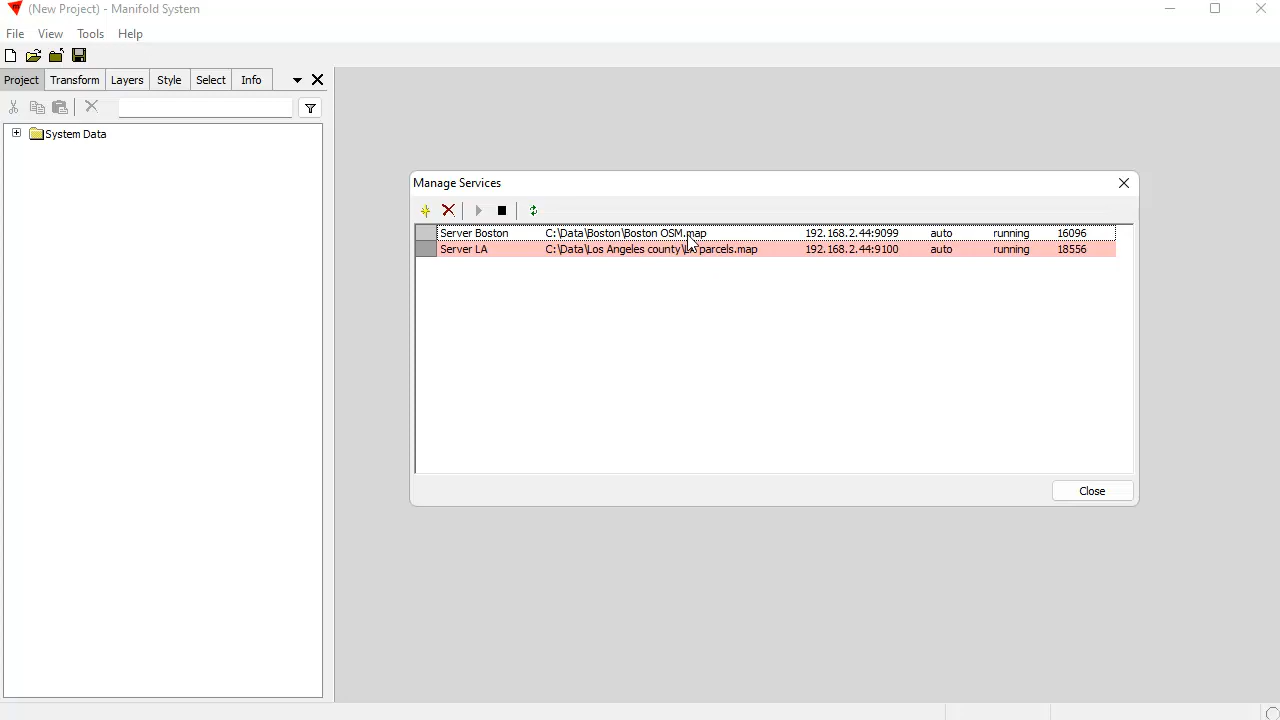 (New Project) - Manifold System
File View Tools Help
Project Transform Layers Style Select Info
System Data
Manage Services
Server Boston C:\Data\Boston\Boston OSM.map 192.168.2.44:9099 auto running 16096
Server LA C:\Data\Los Angeles county\LA parcels.map 192.168.2.44:9100 auto running 18556
Close